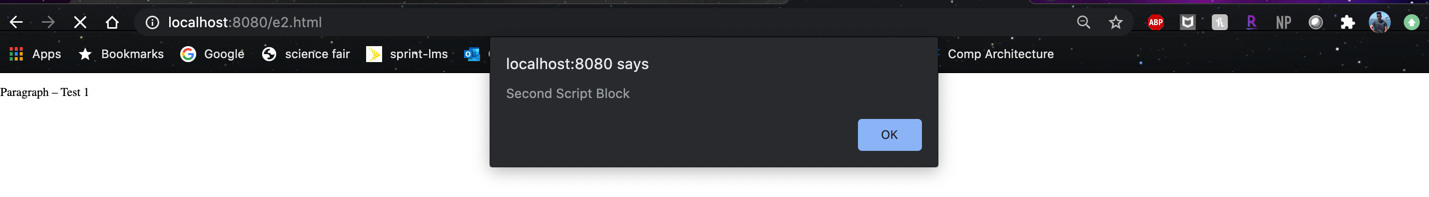 localhost:8080/e2.html
ABP
R
NP
Apps Bookmarks Google science fair sprint-lms Comp Architecture
localhost:8080 says
Second Script Block
OK
Paragraph – Test 1